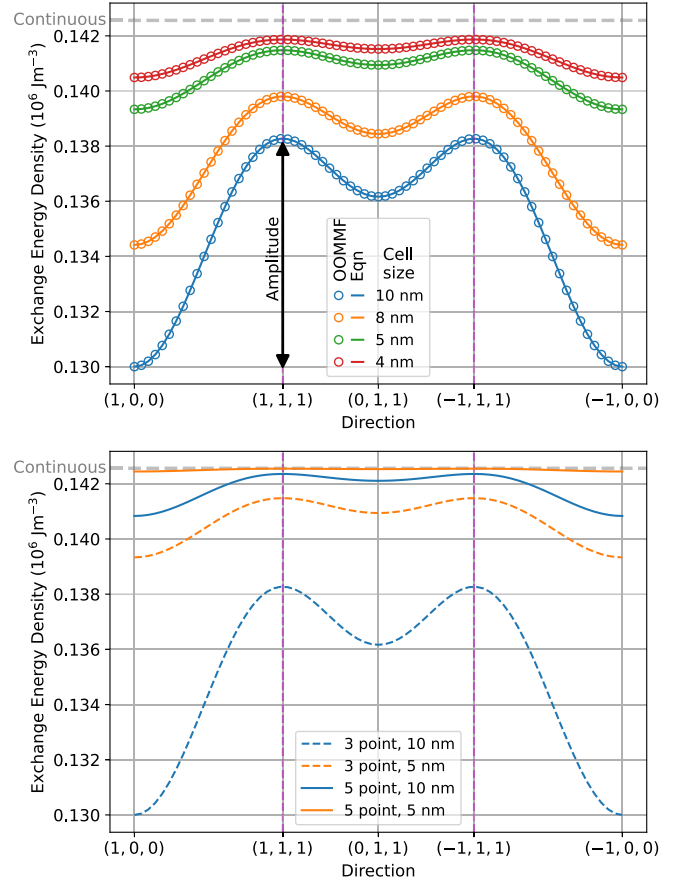 Continuous
Exchange Energy Density (10⁶ Jm⁻³)
0.142
0.140
0.138
0.136
0.134
0.132
0.130
Amplitude
OOMMF
Eqn
Cell
size
10 nm
8 nm
5 nm
4 nm
(1, 0, 0)
(1, 1, 1)
(0, 1, 1)
(−1, 1, 1)
(−1, 0, 0)
Direction
Continuous
Exchange Energy Density (10⁶ Jm⁻³)
0.142
0.140
0.138
0.136
0.134
0.132
0.130
3 point, 10 nm
3 point, 5 nm
5 point, 10 nm
5 point, 5 nm
(1, 0, 0)
(1, 1, 1)
(0, 1, 1)
(−1, 1, 1)
(−1, 0, 0)
Direction